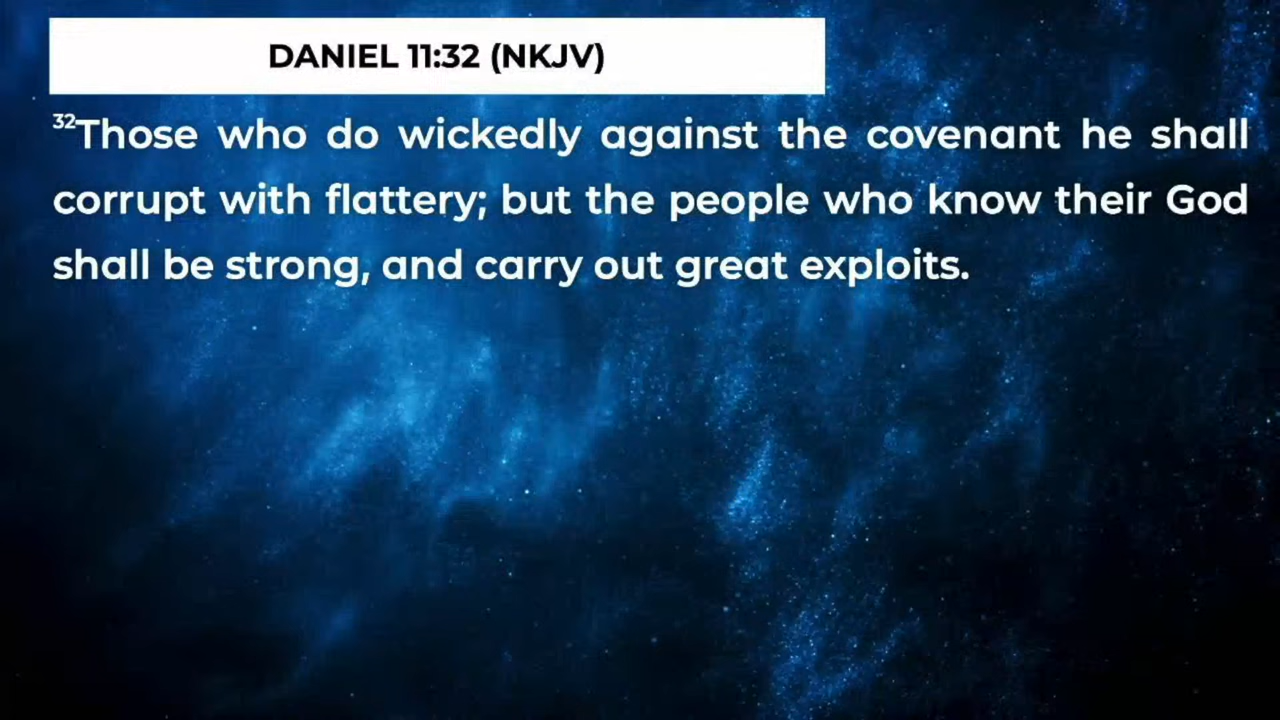 DANIEL 11:32 (NKJV)
32Those who do wickedly against the covenant he shall
corrupt with flattery; but the people who know their God
shall be strong, and carry out great exploits.